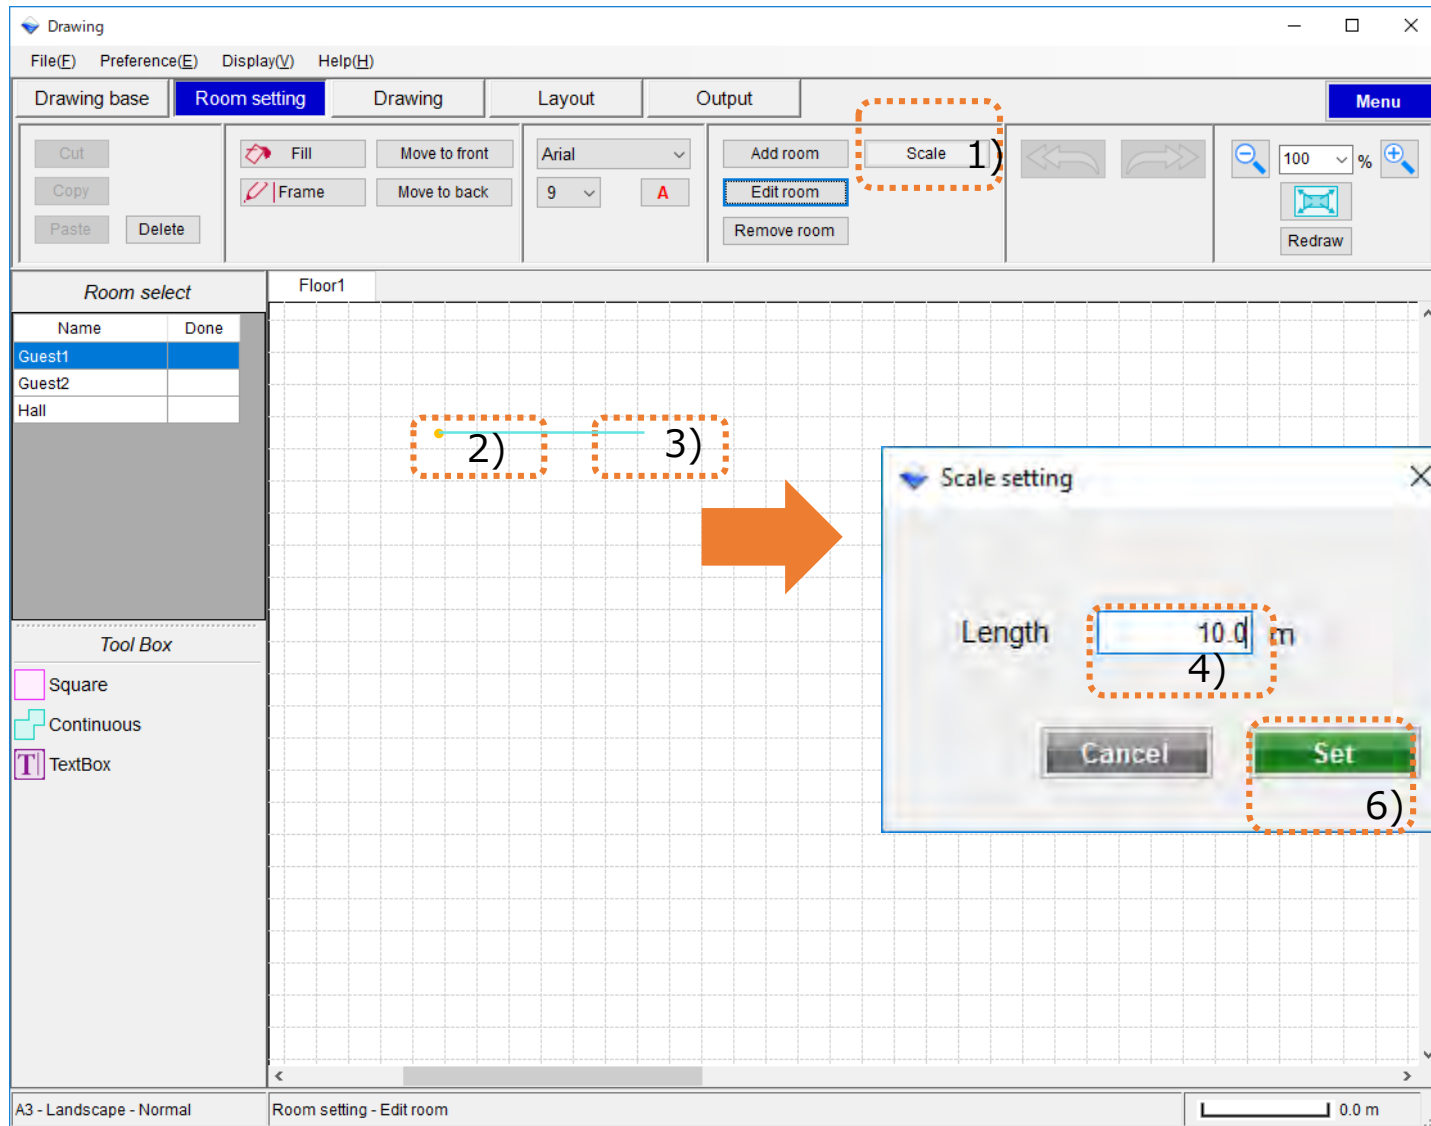 Drawing
File(F) Preference(E) Display(V) Help(H)
Drawing base Room setting Drawing Layout Output Menu
Cut Fill Move to front Arial Add room Scale 1) 100 %
Copy Frame Move to back 9 A Edit room
Paste Delete Remove room Redraw
Room select Floor1
Name Done
Guest1
Guest2
Hall
2) 3)
Scale setting
Length 10.0 m
4)
Cancel Set
6)
Tool Box
Square
Continuous
T TextBox
A3 - Landscape - Normal Room setting - Edit room 0.0 m